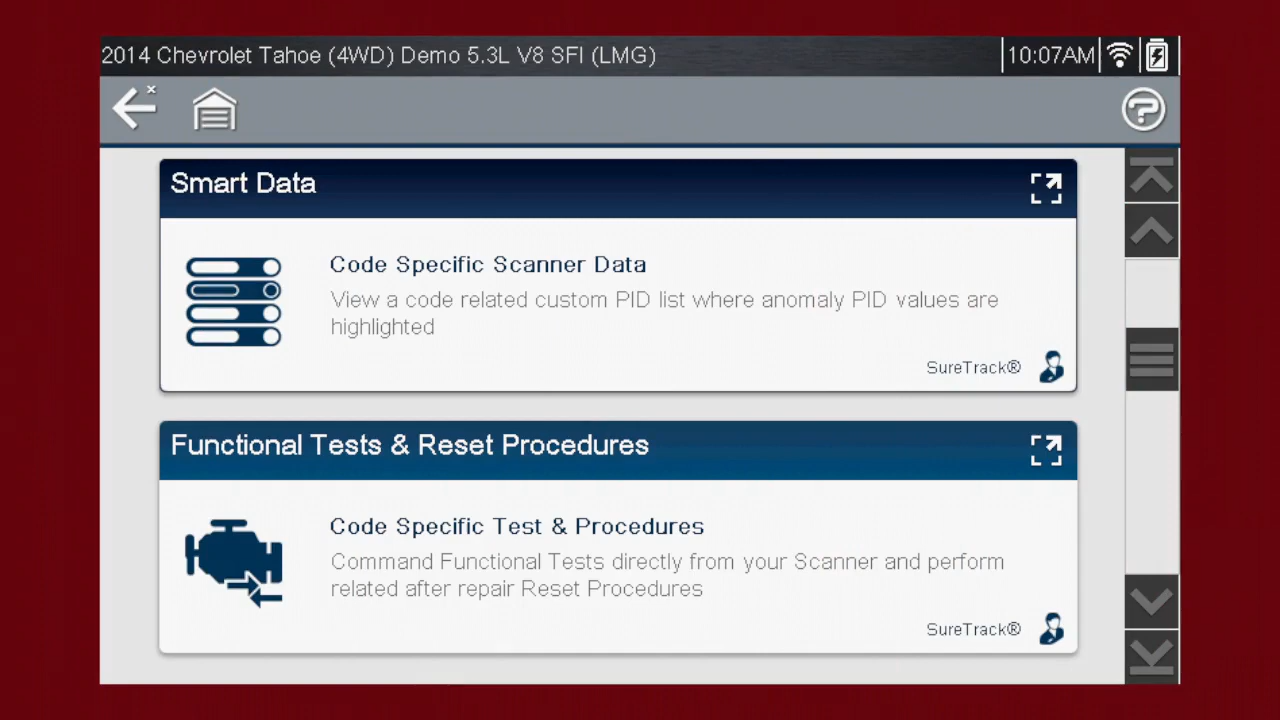 2014 Chevrolet Tahoe (4WD) Demo 5.3L V8 SFI (LMG)
10:07AM
Smart Data
Code Specific Scanner Data
View a code related custom PID list where anomaly PID values are
highlighted
SureTrack®
Functional Tests & Reset Procedures
Code Specific Test & Procedures
Command Functional Tests directly from your Scanner and perform
related after repair Reset Procedures
SureTrack®